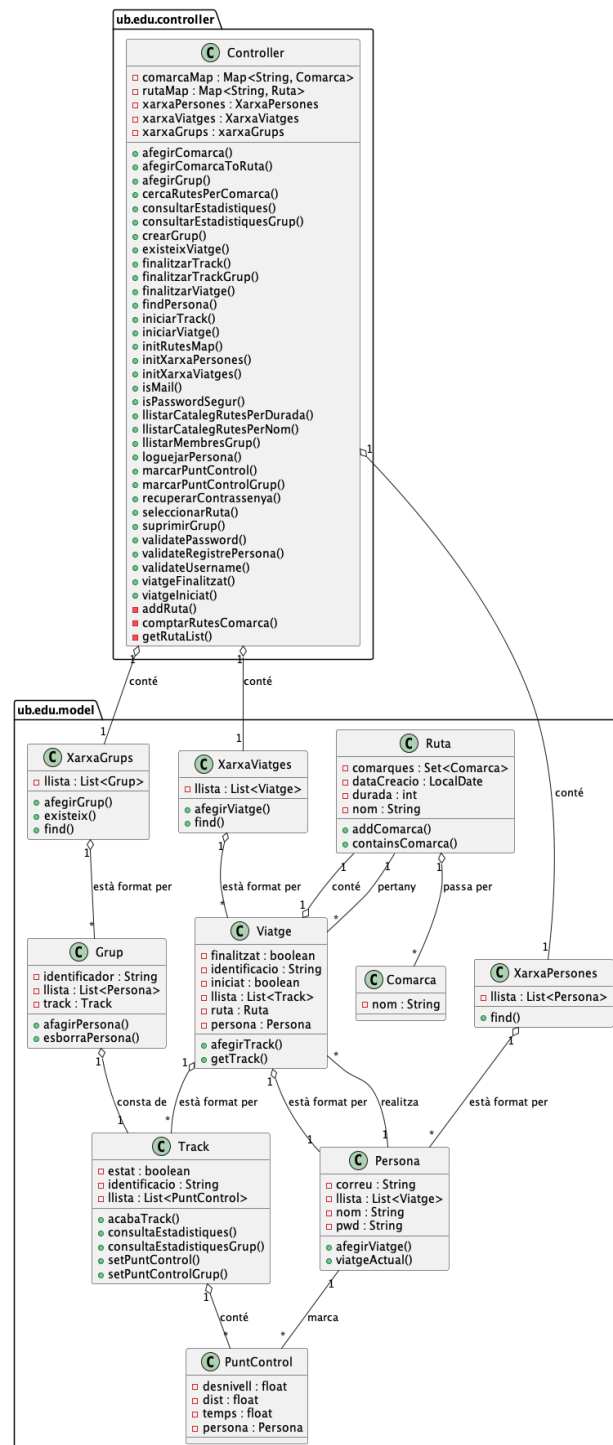 ub.edu.controller
C Controller
comarcaMap : Map<String, Comarca>
rutaMap : Map<String, Ruta>
xarxaPersones : XarxaPersones
xarxaViatges : XarxaViatges
xarxaGrups : xarxaGrups
afegirComarca()
afegirComarcaToRuta()
afegirGrup()
cercaRutesPerComarca()
consultarEstadistiques()
consultarEstadistiquesGrup()
crearGrup()
existeixViatge()
finalitzarTrack()
finalitzarTrackGrup()
finalitzarViatge()
findPersona()
iniciarTrack()
iniciarViatge()
initRutesMap()
initXarxaPersones()
initXarxaViatges()
isMail()
isPasswordSegur()
llistarCatalegRutesPerDurada()
llistarCatalegRutesPerNom()
llistarMembresGrup()
loguejarPersona()
marcarPuntControl()
marcarPuntControlGrup()
recuperarContrassenya()
seleccionarRuta()
suprimirGrup()
validatePassword()
validateRegistrePersona()
validateUsername()
viatgeFinalitzat()
viatgeIniciat()
addRuta()
comptarRutesComarca()
getRutaList()
1
1
1
conté
conté
conté
ub.edu.model
1
1
1
C XarxaGrups
llista : List<Grup>
afegirGrup()
existeix()
find()
C XarxaViatges
llista : List<Viatge>
afegirViatge()
find()
C Ruta
comarques : Set<Comarca>
dataCreacio : LocalDate
durada : int
nom : String
addComarca()
containsComarca()
1
està format per
*
1
està format per
*
1
conté
1
1
pertany
*
1
passa per
*
C Grup
identificador : String
llista : List<Persona>
track : Track
afagirPersona()
esborraPersona()
C Viatge
finalitzat : boolean
identificacio : String
iniciat : boolean
llista : List<Track>
ruta : Ruta
persona : Persona
afegirTrack()
getTrack()
C Comarca
nom : String
C XarxaPersones
llista : List<Persona>
find()
1
consta de
1
1
està format per
*
1
està format per
1
*
realitza
1
1
està format per
*
C Track
estat : boolean
identificacio : String
llista : List<PuntControl>
acabaTrack()
consultaEstadistiques()
consultaEstadistiquesGrup()
setPuntControl()
setPuntControlGrup()
C Persona
correu : String
llista : List<Viatge>
nom : String
pwd : String
afegirViatge()
viatgeActual()
1
conté
*
1
marca
*
C PuntControl
desnivell : float
dist : float
temps : float
persona : Persona